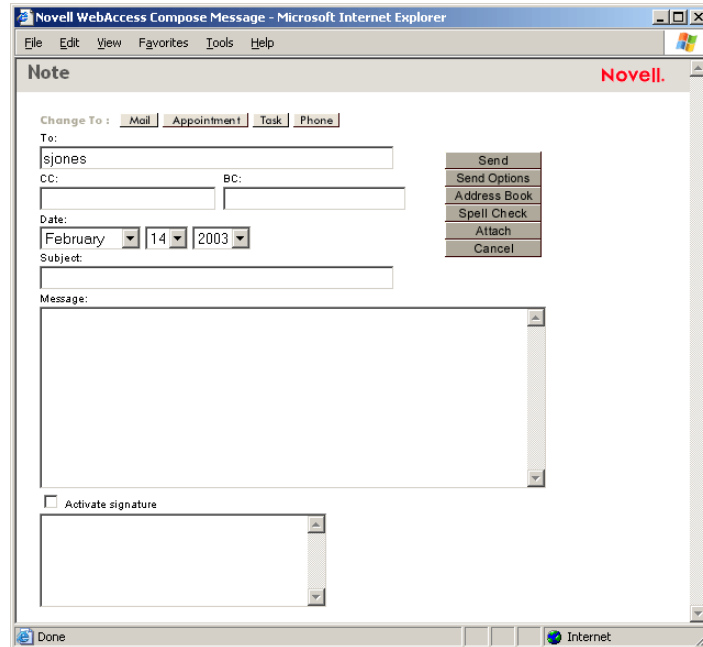 Novell WebAccess Compose Message - Microsoft Internet Explorer
File Edit View Favorites Tools Help
Note
Novell.
Change To : Mail Appointment Task Phone
To:
sjones
CC: BC:
Date:
February 14 2003
Subject:
Message:
Send
Send Options
Address Book
Spell Check
Attach
Cancel
Activate signature
Done Internet